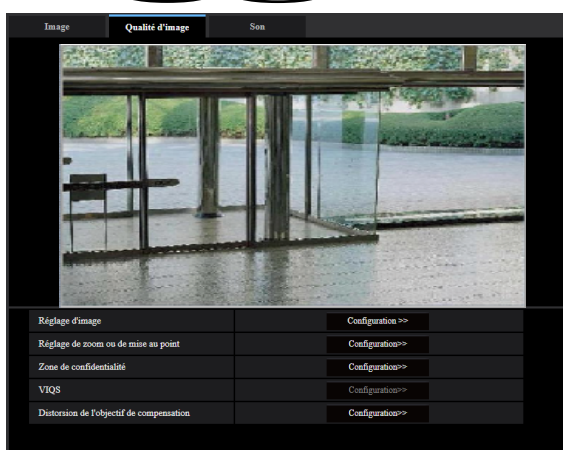 Image Qualité d'image Son
Réglage d'image Configuration >>
Réglage de zoom ou de mise au point Configuration>>
Zone de confidentialité Configuration>>
VIQS Configuration>>
Distorsion de l'objectif de compensation Configuration>>